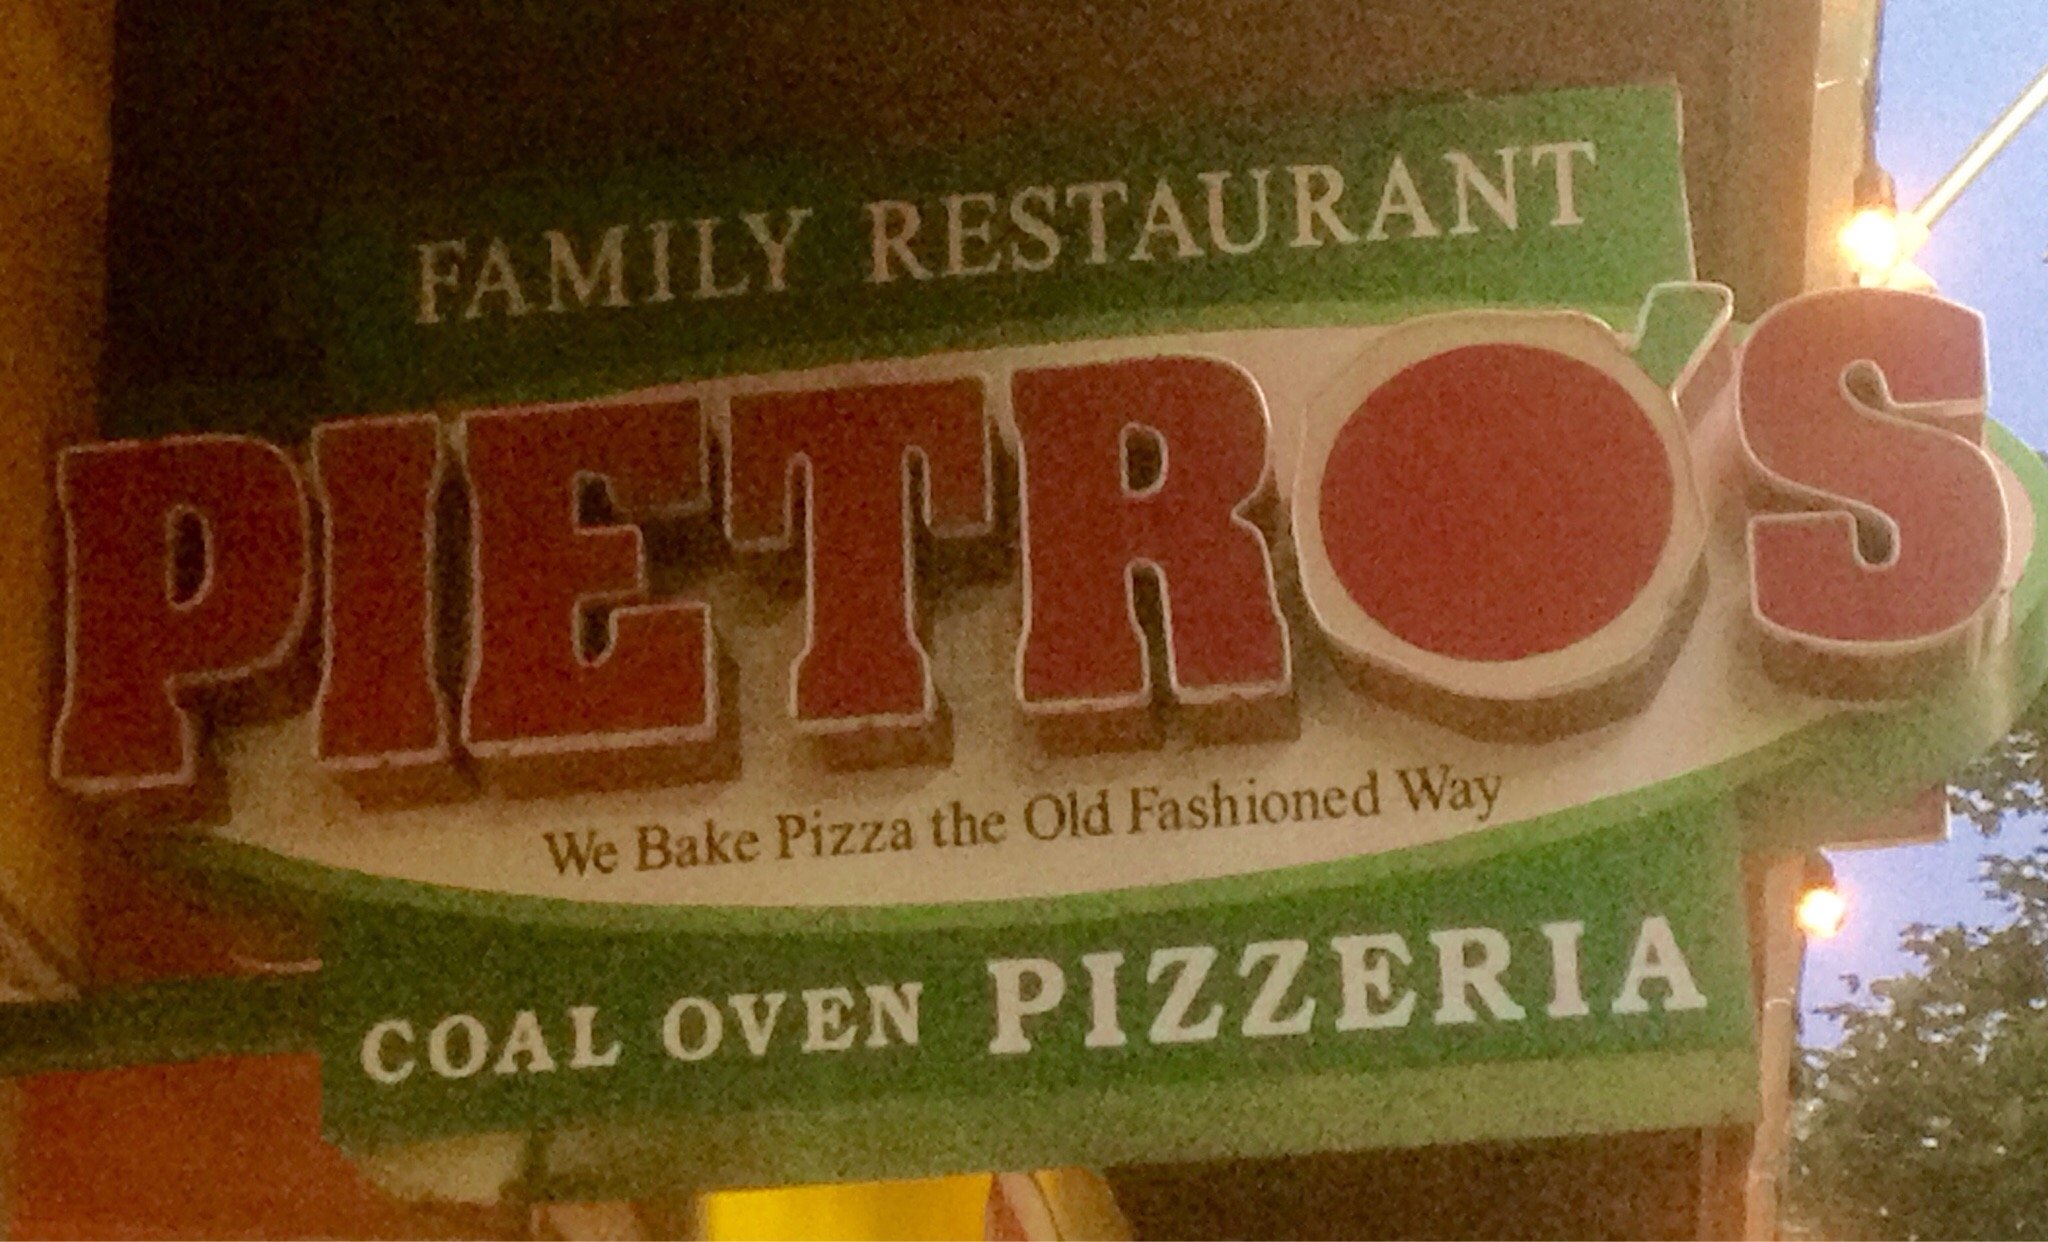 FAMILY RESTAURANT
PIETRO'S
We Bake Pizza the Old Fashioned Way
COAL OVEN PIZZERIA